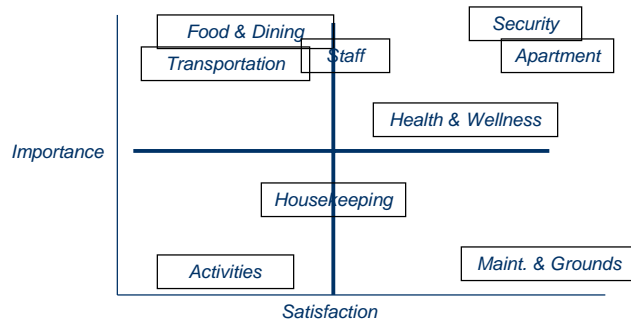 Food & Dining
Security
Transportation
Staff
Apartment
Health & Wellness
Importance
Housekeeping
Activities
Maint. & Grounds
Satisfaction